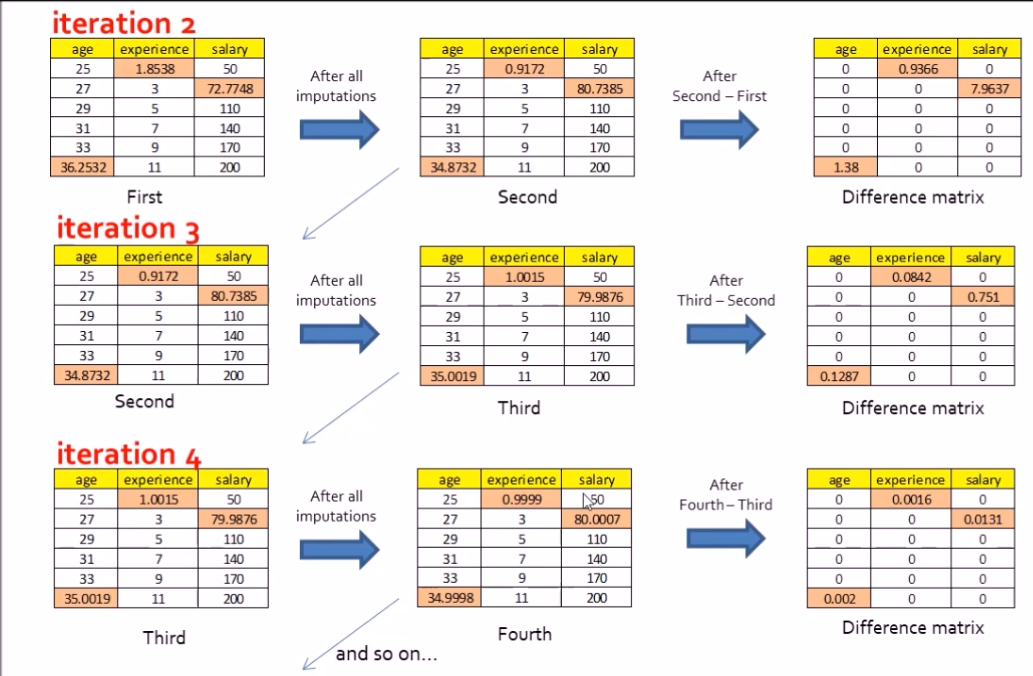 iteration 2
age experience salary
25 1.8538 50
27 3 72.7748
29 5 110
31 7 140
33 9 170
36.2532 11 200
First
After all
imputations
age experience salary
25 0.9172 50
27 3 80.7385
29 5 110
31 7 140
33 9 170
34.8732 11 200
Second
After
Second – First
age experience salary
0 0.9366 0
0 0 7.9637
0 0 0
0 0 0
0 0 0
1.38 0 0
Difference matrix
iteration 3
age experience salary
25 0.9172 50
27 3 80.7385
29 5 110
31 7 140
33 9 170
34.8732 11 200
Second
After all
imputations
age experience salary
25 1.0015 50
27 3 79.9876
29 5 110
31 7 140
33 9 170
35.0019 11 200
Third
After
Third – Second
age experience salary
0 0.0842 0
0 0 0.751
0 0 0
0 0 0
0 0 0
0.1287 0 0
Difference matrix
iteration 4
age experience salary
25 1.0015 50
27 3 79.9876
29 5 110
31 7 140
33 9 170
35.0019 11 200
Third
After all
imputations
age experience salary
25 0.9999 50
27 3 80.0007
29 5 110
31 7 140
33 9 170
34.9998 11 200
Fourth
After
Fourth – Third
age experience salary
0 0.0016 0
0 0 0.0131
0 0 0
0 0 0
0 0 0
0.002 0 0
Difference matrix
and so on...